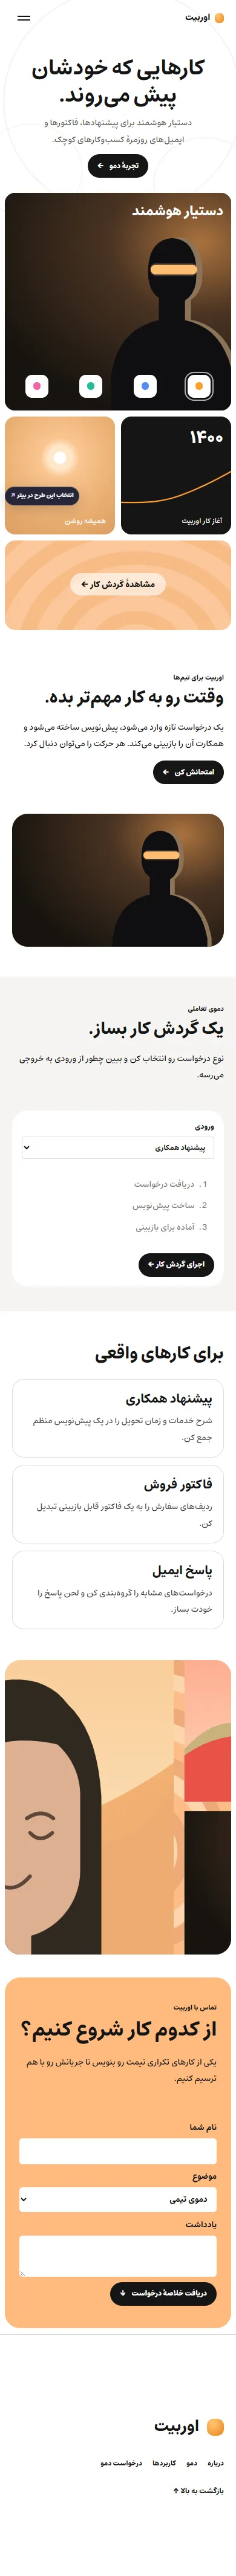 اوربیت
کارهایی که خودشان
پیش می‌روند.
دستیار هوشمند برای پیشنهادها، فاکتورها و
ایمیل‌های روزمرهٔ کسب‌وکارهای کوچک.
تجربهٔ دمو ←
دستیار هوشمند
۱۴۰۰
آغاز کار اوربیت
انتخاب این طرح در بیتر ↗
همیشه روشن
مشاهدهٔ گردش کار ←
اوربیت برای تیم‌ها
وقتت رو به کار مهم‌تر بده.
یک درخواست تازه وارد می‌شود، پیش‌نویس ساخته می‌شود و
همکارت آن را بازبینی می‌کند. هر حرکت را می‌توان دنبال کرد.
امتحانش کن ←
دموی تعاملی
یک گردش کار بساز.
نوع درخواست رو انتخاب کن و ببین چطور از ورودی به خروجی
می‌رسه.
ورودی
پیشنهاد همکاری
1. دریافت درخواست
2. ساخت پیش‌نویس
3. آماده برای بازبینی
اجرای گردش کار ←
برای کارهای واقعی
پیشنهاد همکاری
شرح خدمات و زمان تحویل را در یک پیش‌نویس منظم
جمع کن.
فاکتور فروش
ردیف‌های سفارش را به یک فاکتور قابل بازبینی تبدیل
کن.
پاسخ ایمیل
درخواست‌های مشابه را گروه‌بندی کن و لحن پاسخ را
خودت بساز.
تماس با اوربیت
از کدوم کار شروع کنیم؟
یکی از کارهای تکراری تیمت رو بنویس تا جریانش رو با هم
ترسیم کنیم.
نام شما
موضوع
دموی تیمی
یادداشت
دریافت خلاصهٔ درخواست ↓
اوربیت
درباره دمو کاربردها درخواست دمو
بازگشت به بالا ↑